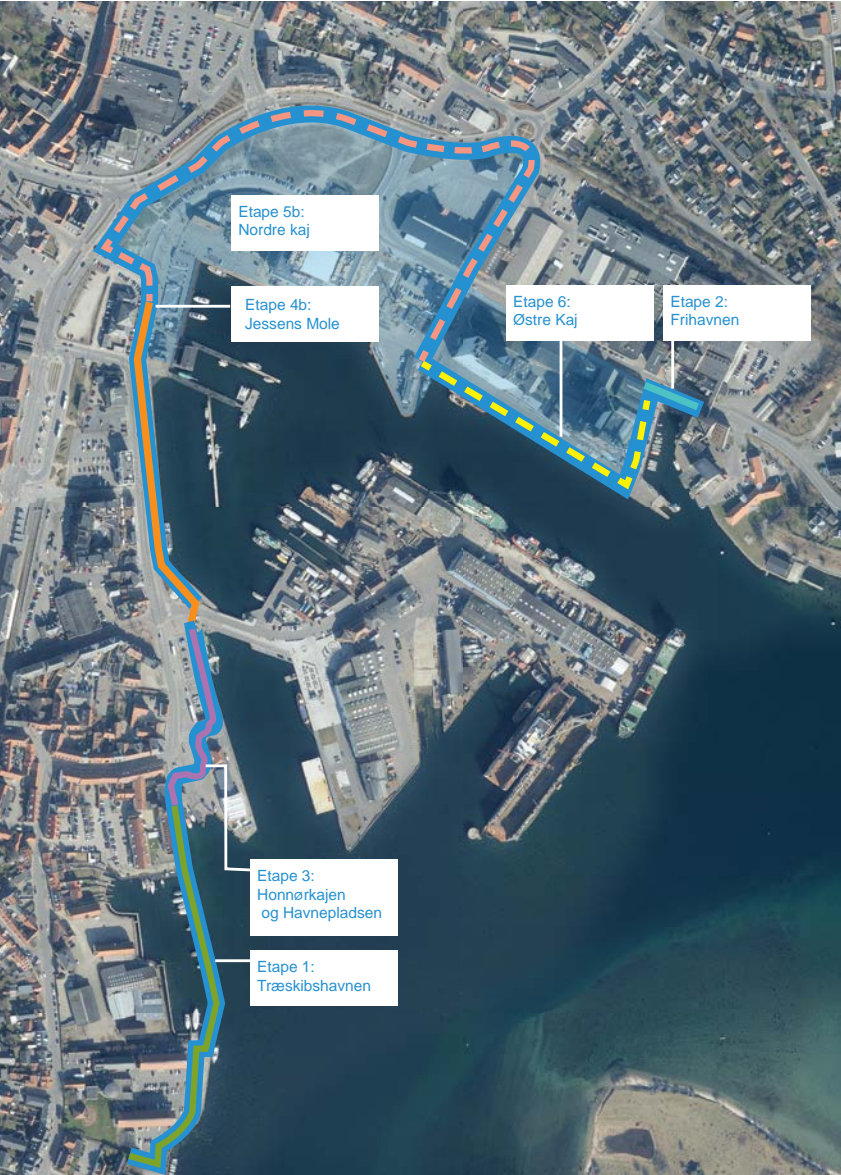 Etape 5b:
Nordre kaj
Etape 4b:
Jessens Mole
Etape 6:
Østre Kaj
Etape 2:
Frihavnen
Etape 3:
Honnørkajen
og Havnepladsen
Etape 1:
Træskibshavnen